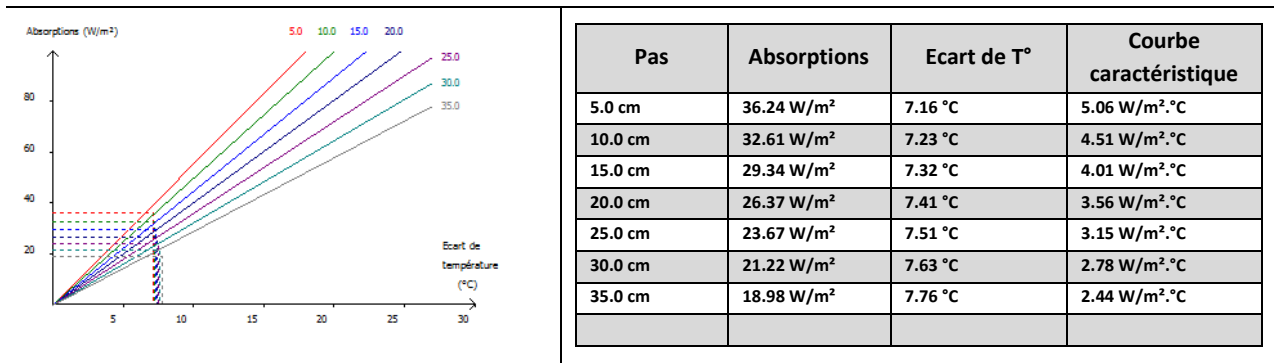 Absorptions (W/m²)
5.0 10.0 15.0 20.0
25.0
30.0
35.0
80
60
40
20
Ecart de
température
(°C)
5 10 15 20 25 30
Pas Absorptions Ecart de T° Courbe caractéristique
5.0 cm 36.24 W/m² 7.16 °C 5.06 W/m².°C
10.0 cm 32.61 W/m² 7.23 °C 4.51 W/m².°C
15.0 cm 29.34 W/m² 7.32 °C 4.01 W/m².°C
20.0 cm 26.37 W/m² 7.41 °C 3.56 W/m².°C
25.0 cm 23.67 W/m² 7.51 °C 3.15 W/m².°C
30.0 cm 21.22 W/m² 7.63 °C 2.78 W/m².°C
35.0 cm 18.98 W/m² 7.76 °C 2.44 W/m².°C